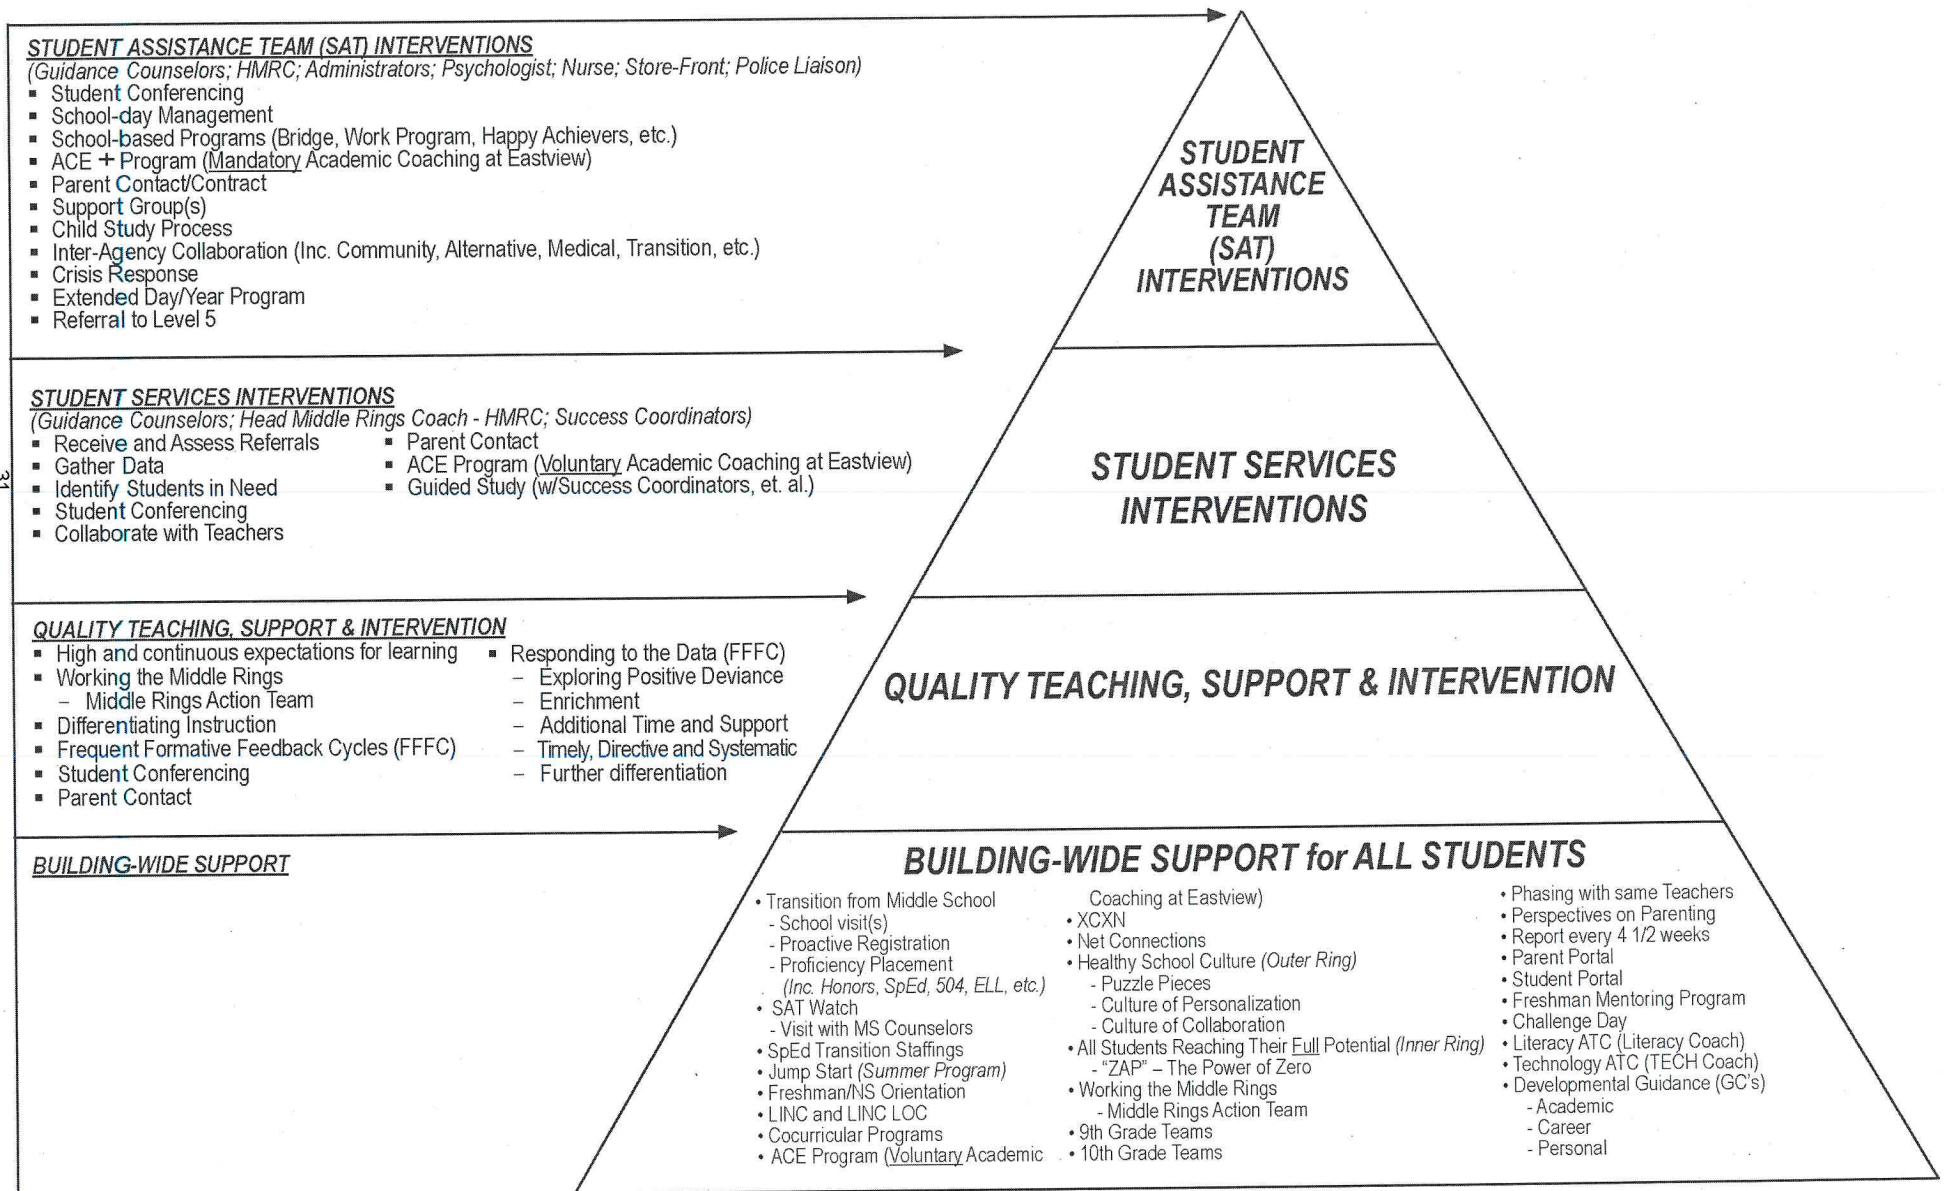 STUDENT ASSISTANCE TEAM (SAT) INTERVENTIONS
(Guidance Counselors; HMRC; Administrators; Psychologist; Nurse; Store-Front; Police Liaison)
▪ Student Conferencing
▪ School-day Management
▪ School-based Programs (Bridge, Work Program, Happy Achievers, etc.)
▪ ACE + Program (Mandatory Academic Coaching at Eastview)
▪ Parent Contact/Contract
▪ Support Group(s)
▪ Child Study Process
▪ Inter-Agency Collaboration (Inc. Community, Alternative, Medical, Transition, etc.)
▪ Crisis Response
▪ Extended Day/Year Program
▪ Referral to Level 5
STUDENT
ASSISTANCE
TEAM
(SAT)
INTERVENTIONS
STUDENT SERVICES INTERVENTIONS
(Guidance Counselors; Head Middle Rings Coach - HMRC; Success Coordinators)
▪ Receive and Assess Referrals
▪ Gather Data
▪ Identify Students in Need
▪ Student Conferencing
▪ Collaborate with Teachers
▪ Parent Contact
▪ ACE Program (Voluntary Academic Coaching at Eastview)
▪ Guided Study (w/Success Coordinators, et. al.)
31
STUDENT SERVICES
INTERVENTIONS
QUALITY TEACHING, SUPPORT & INTERVENTION
▪ High and continuous expectations for learning
▪ Working the Middle Rings
– Middle Rings Action Team
▪ Differentiating Instruction
▪ Frequent Formative Feedback Cycles (FFFC)
▪ Student Conferencing
▪ Parent Contact
▪ Responding to the Data (FFFC)
– Exploring Positive Deviance
– Enrichment
– Additional Time and Support
– Timely, Directive and Systematic
– Further differentiation
QUALITY TEACHING, SUPPORT & INTERVENTION
BUILDING-WIDE SUPPORT
BUILDING-WIDE SUPPORT for ALL STUDENTS
• Transition from Middle School
- School visit(s)
- Proactive Registration
- Proficiency Placement
(Inc. Honors, SpEd, 504, ELL, etc.)
• SAT Watch
- Visit with MS Counselors
• SpEd Transition Staffings
• Jump Start (Summer Program)
• Freshman/NS Orientation
• LINC and LINC LOC
• Cocurricular Programs
• ACE Program (Voluntary Academic
Coaching at Eastview)
• XCXN
• Net Connections
• Healthy School Culture (Outer Ring)
- Puzzle Pieces
- Culture of Personalization
- Culture of Collaboration
• All Students Reaching Their Full Potential (Inner Ring)
- "ZAP" – The Power of Zero
• Working the Middle Rings
- Middle Rings Action Team
• 9th Grade Teams
• 10th Grade Teams
• Phasing with same Teachers
• Perspectives on Parenting
• Report every 4 1/2 weeks
• Parent Portal
• Student Portal
• Freshman Mentoring Program
• Challenge Day
• Literacy ATC (Literacy Coach)
• Technology ATC (TECH Coach)
• Developmental Guidance (GC's)
- Academic
- Career
- Personal